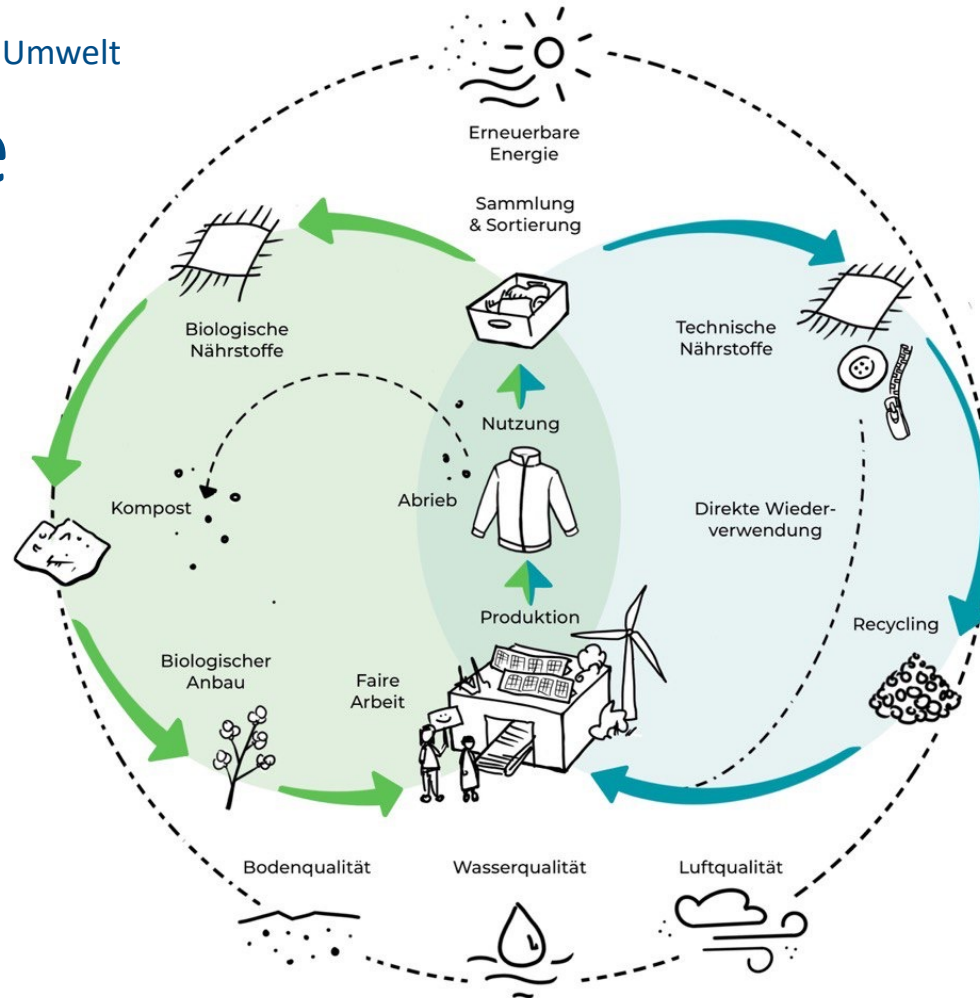 Umwelt
e
Erneuerbare
Energie
Sammlung
& Sortierung
Biologische
Nährstoffe
Technische
Nährstoffe
Nutzung
Kompost
Abrieb
Direkte Wieder-
verwendung
Produktion
Recycling
Biologischer
Anbau
Faire
Arbeit
Bodenqualität
Wasserqualität
Luftqualität